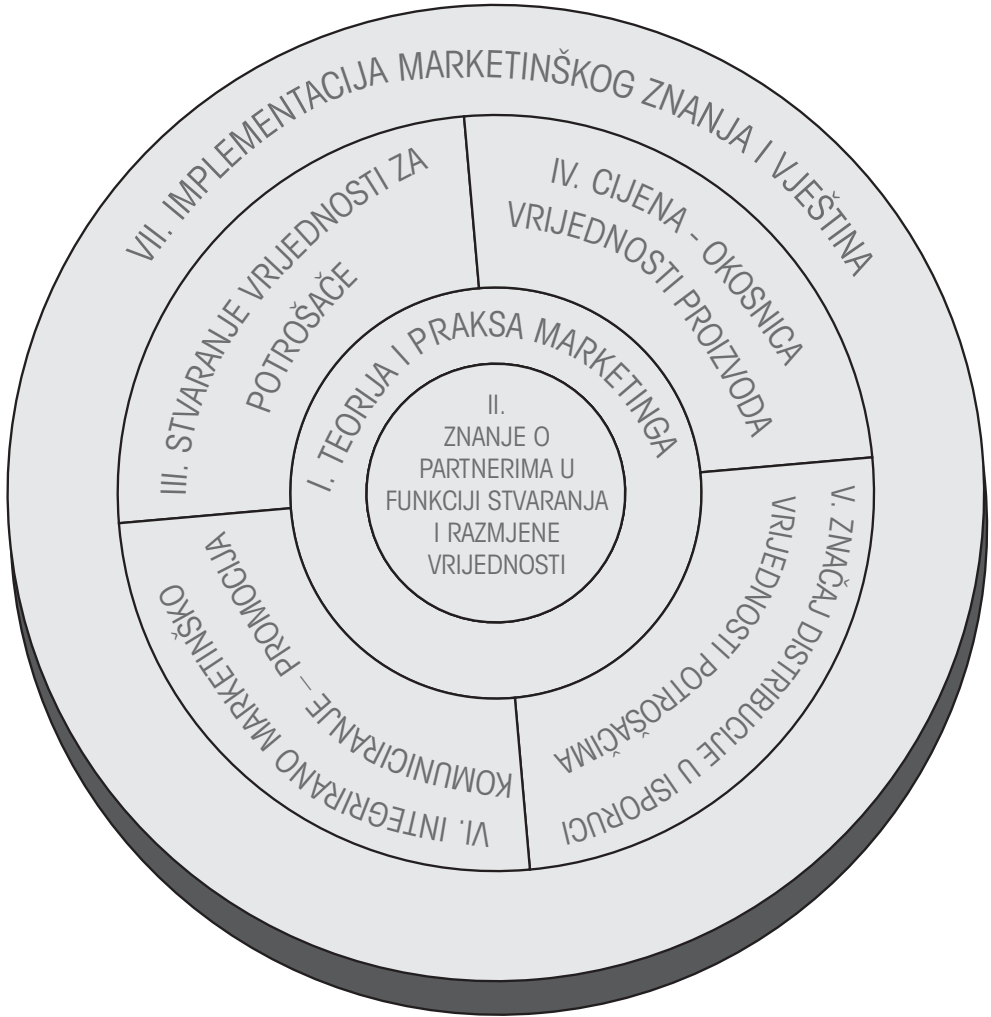 VII. IMPLEMENTACIJA MARKETINŠKOG ZNANJA I VJEŠTINA
III. STVARANJE VRIJEDNOSTI ZA
POTROŠAČE
IV. CIJENA - OKOSNICA
VRIJEDNOSTI PROIZVODA
I. TEORIJA I PRAKSA MARKETINGA
II.
ZNANJE O
PARTNERIMA U
FUNKCIJI STVARANJA
I RAZMJENE
VRIJEDNOSTI
V. ZNAČAJ DISTRIBUCIJE U ISPORUCI
VRIJEDNOSTI POTROŠAČIMA
VI. INTEGRIRANO MARKETINŠKO
KOMUNICIRANJE – PROMOCIJA